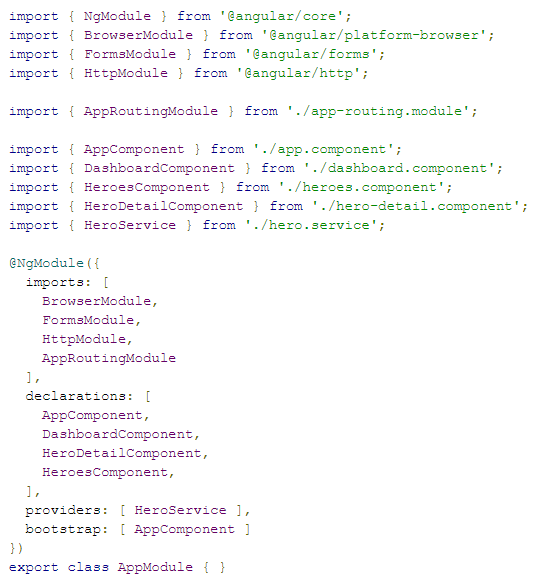 import { NgModule } from '@angular/core';
import { BrowserModule } from '@angular/platform-browser';
import { FormsModule } from '@angular/forms';
import { HttpModule } from '@angular/http';

import { AppRoutingModule } from './app-routing.module';

import { AppComponent } from './app.component';
import { DashboardComponent } from './dashboard.component';
import { HeroesComponent } from './heroes.component';
import { HeroDetailComponent } from './hero-detail.component';
import { HeroService } from './hero.service';

@NgModule({
  imports: [
    BrowserModule,
    FormsModule,
    HttpModule,
    AppRoutingModule
  ],
  declarations: [
    AppComponent,
    DashboardComponent,
    HeroDetailComponent,
    HeroesComponent,
  ],
  providers: [ HeroService ],
  bootstrap: [ AppComponent ]
})
export class AppModule { }